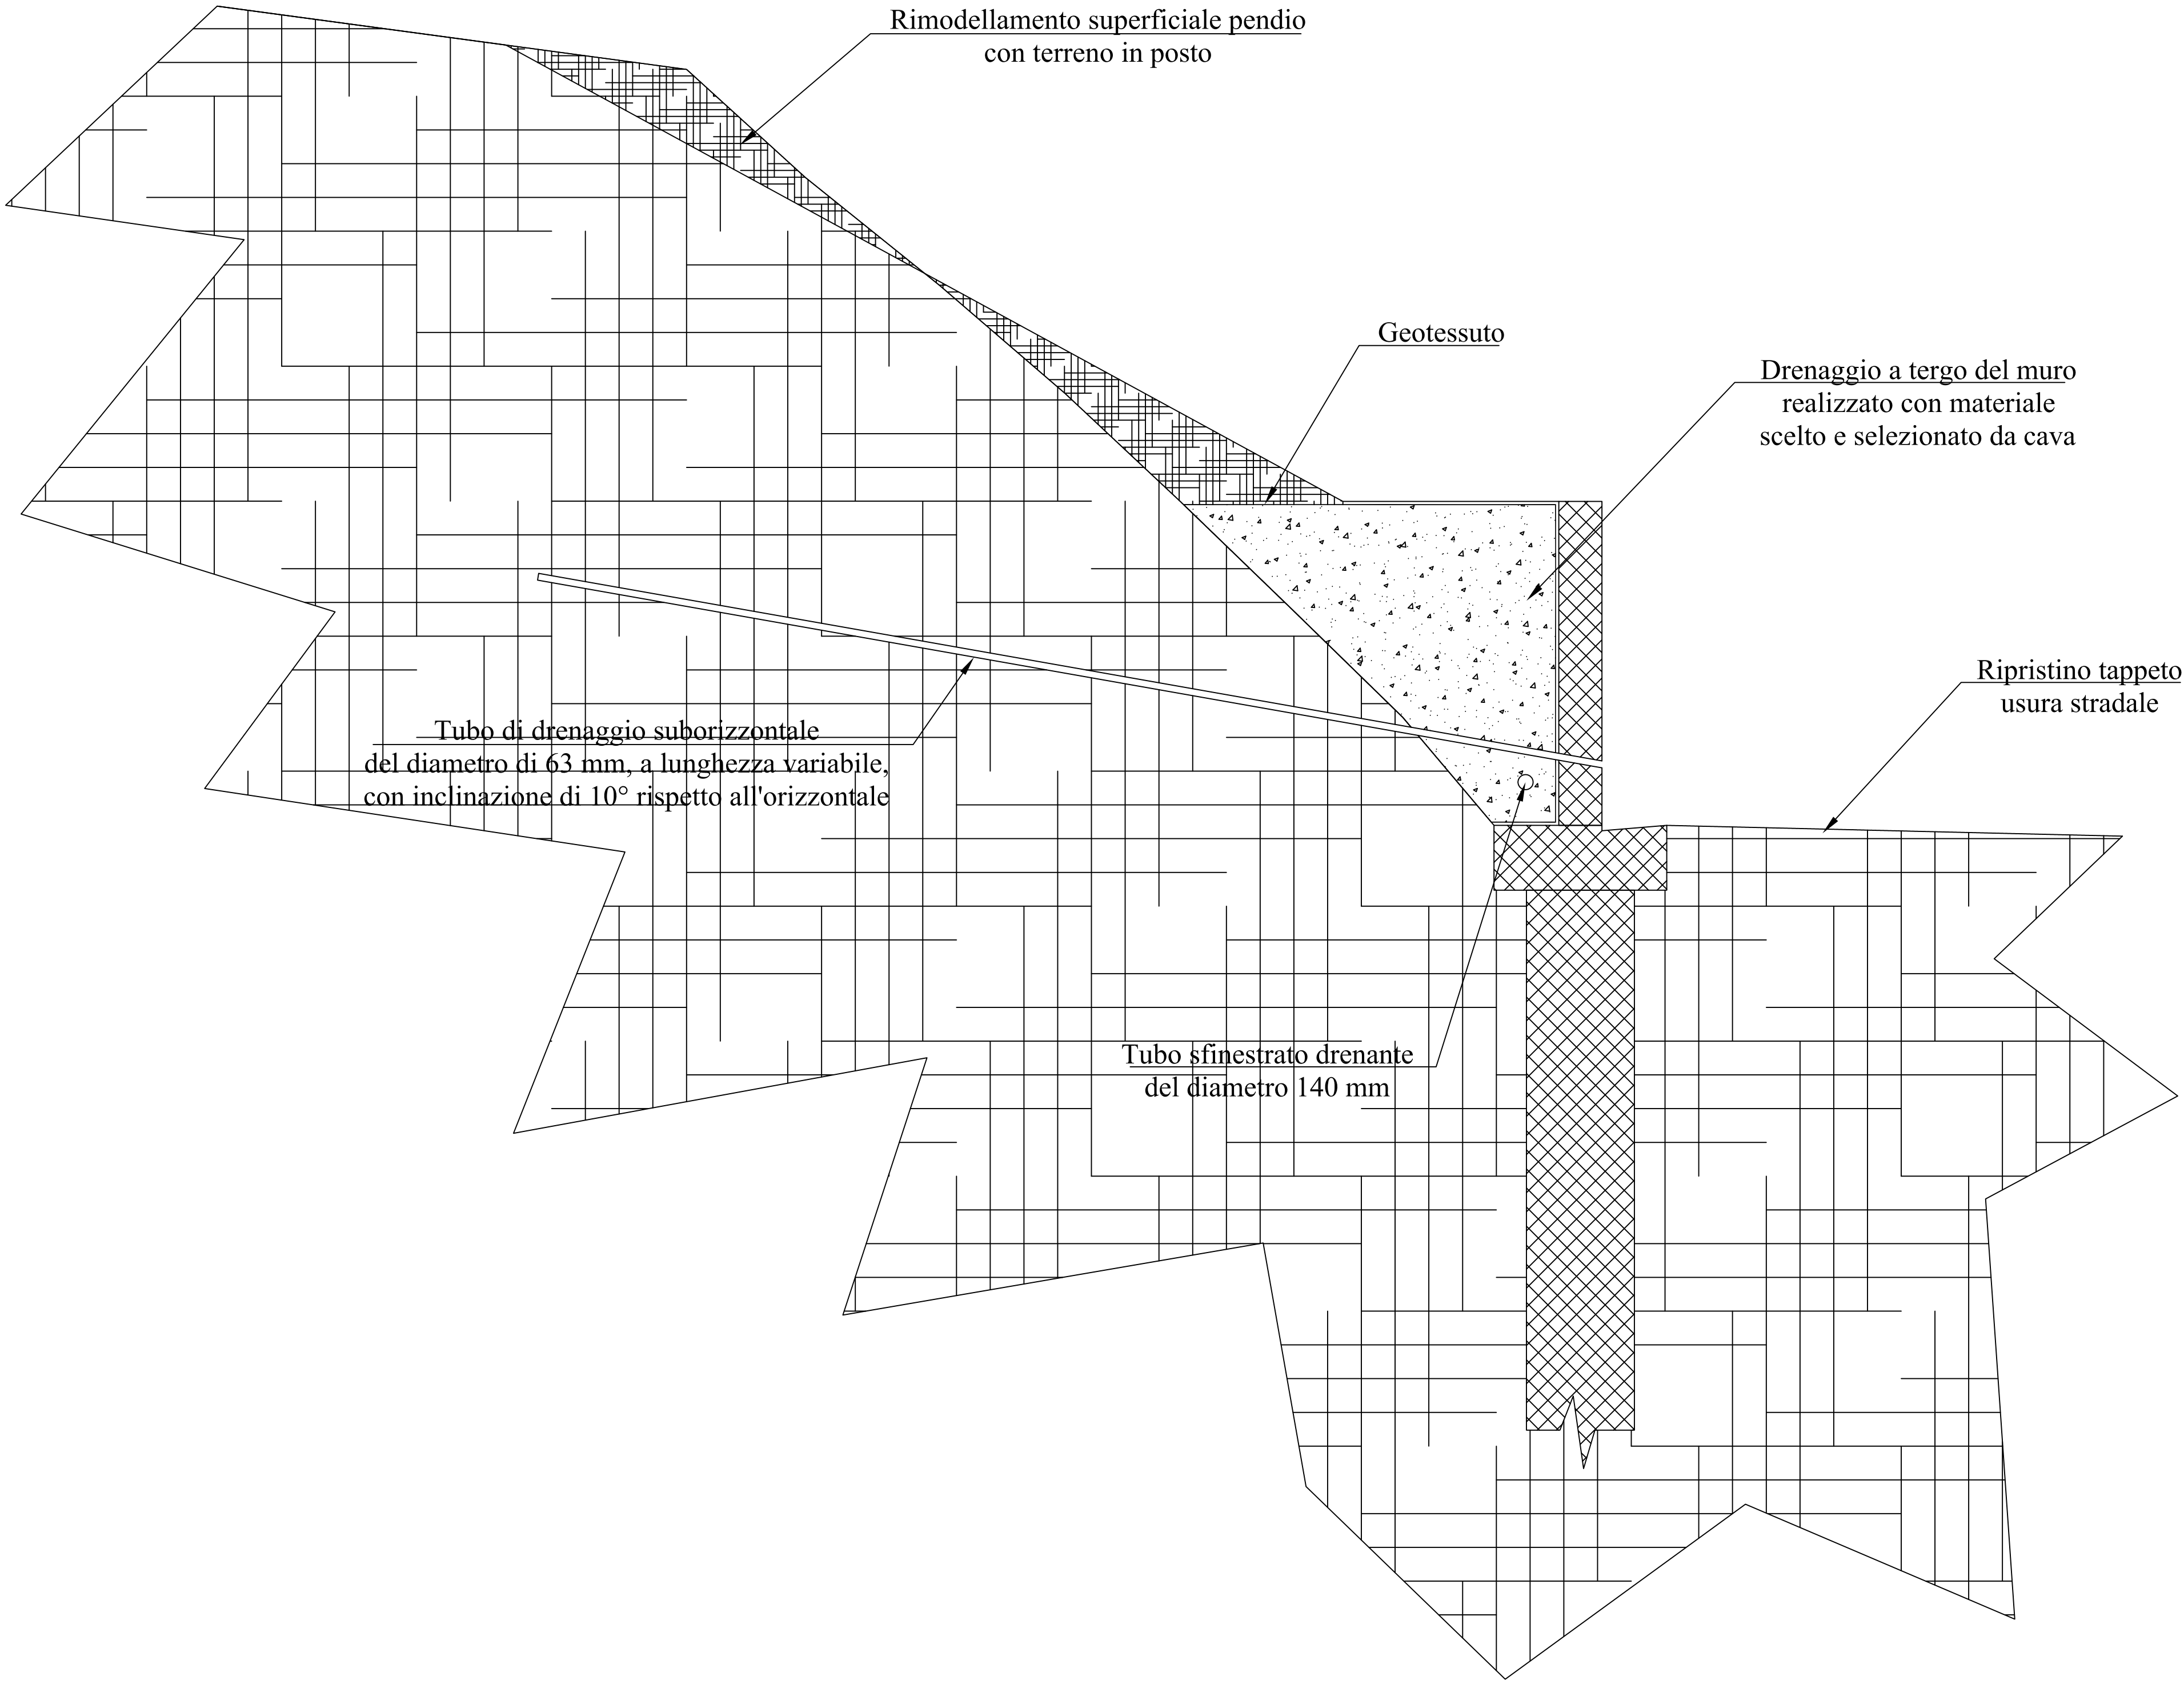 Rimodellamento superficiale pendio
con terreno in posto
Geotessuto
Drenaggio a tergo del muro
realizzato con materiale
scelto e selezionato da cava
Ripristino tappeto
usura stradale
Tubo di drenaggio suborizzontale
del diametro di 63 mm, a lunghezza variabile,
con inclinazione di 10° rispetto all'orizzontale
Tubo sfinestrato drenante
del diametro 140 mm